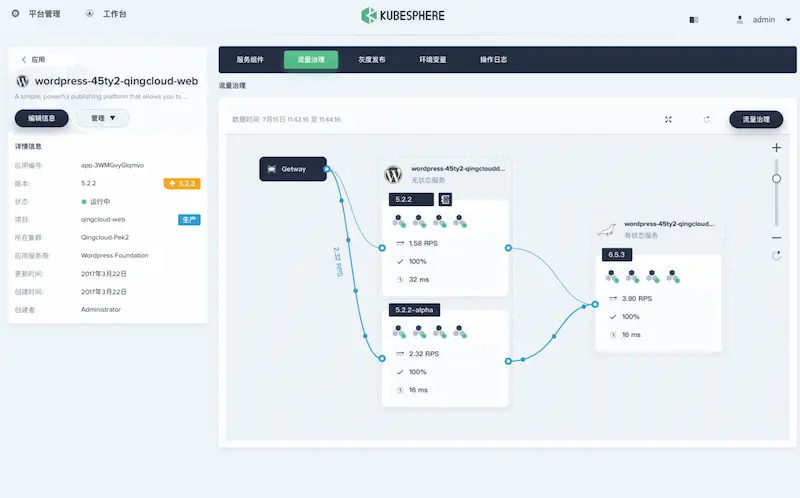 平台管理
工作台
KUBESPHERE
admin
应用
wordpress-45ty2-qingcloud-web
A simple, powerful publishing platform that allows you to ...
编辑信息
管理 ▼
详情信息
应用编号: app-3WMGvyGlqmvo
版本: 5.2.2 5.2.3
状态: 运行中
项目: qingcloud-web 生产
所在集群: Qingcloud-Pek2
应用服务商: Wordpress Foundation
更新时间: 2017年3月22日
创建时间: 2017年3月22日
创建者: Administrator
服务组件
流量治理
灰度发布
环境变量
操作日志
流量治理
数据时间: 7月15日 11:43:16 至 11:44:16
流量治理
Getway
2.32 RPS
wordpress-45ty2-qingcloudd...
无状态服务
5.2.2
1.58 RPS
100%
32 ms
5.2.2-alpha
2.32 RPS
100%
16 ms
wordpress-45ty2-qingcloud...
有状态服务
6.5.3
3.90 RPS
100%
16 ms